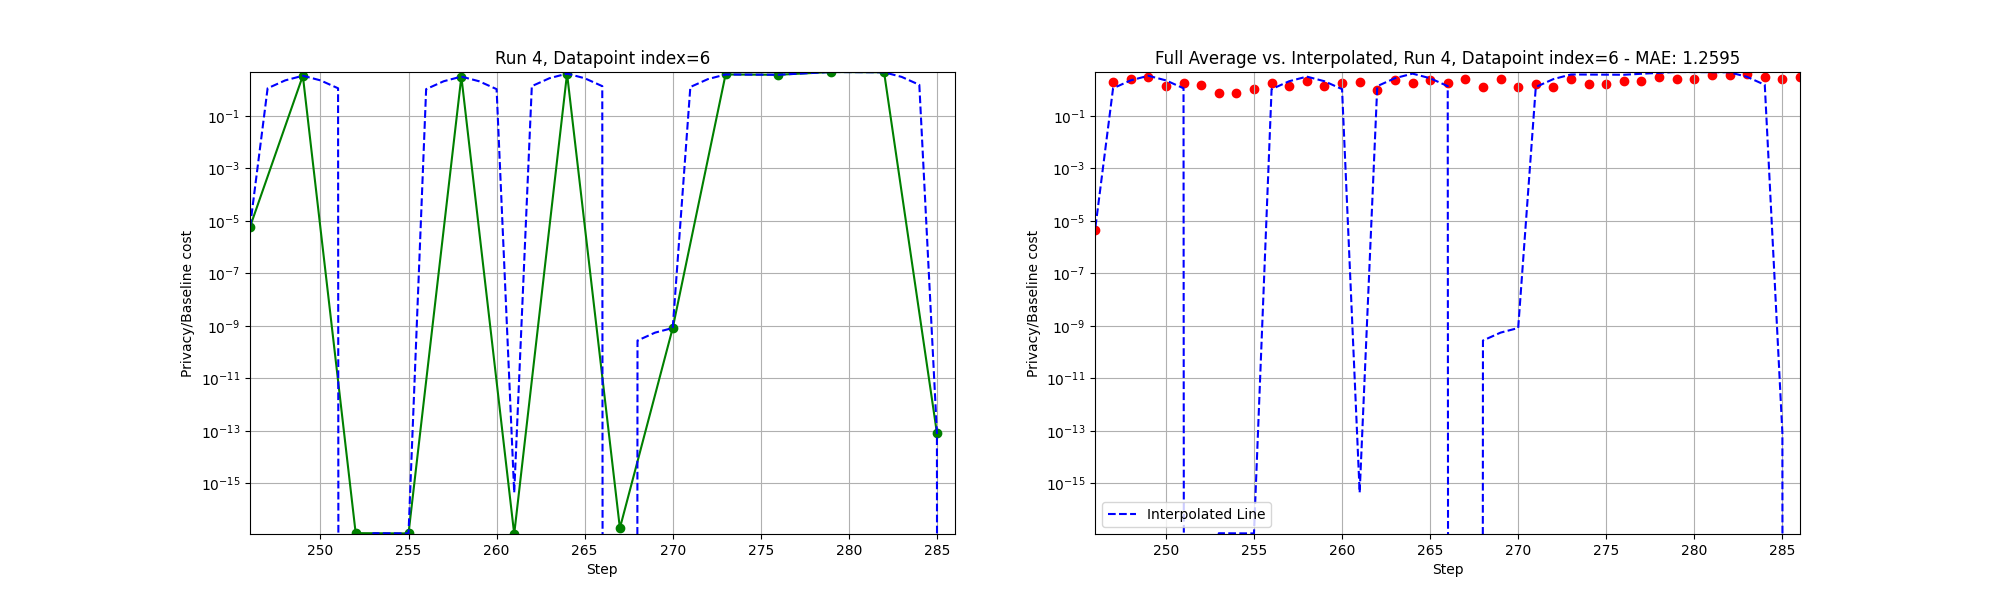 Run 4, Datapoint index=6
Privacy/Baseline cost
10⁻¹
10⁻³
10⁻⁵
10⁻⁷
10⁻⁹
10⁻¹¹
10⁻¹³
10⁻¹⁵
250 255 260 265 270 275 280 285
Step
Full Average vs. Interpolated, Run 4, Datapoint index=6 - MAE: 1.2595
Privacy/Baseline cost
10⁻¹
10⁻³
10⁻⁵
10⁻⁷
10⁻⁹
10⁻¹¹
10⁻¹³
10⁻¹⁵
Interpolated Line
250 255 260 265 270 275 280 285
Step